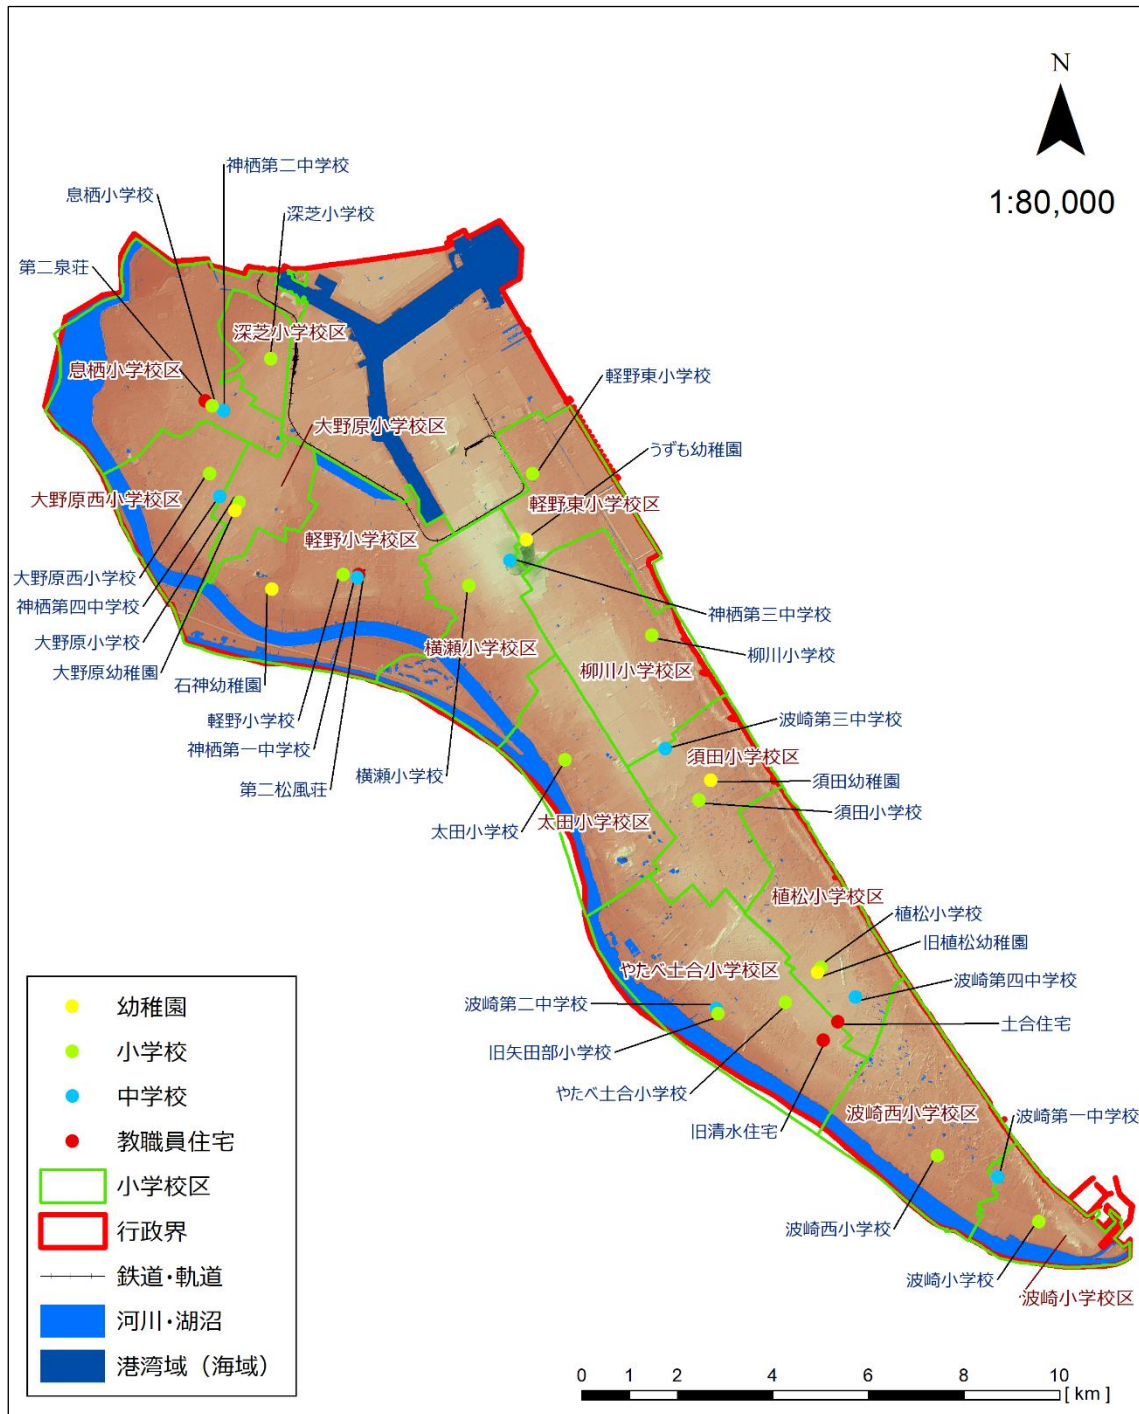 N
1:80,000
神栖第二中学校
息栖小学校
深芝小学校
第二泉荘
深芝小学校区
息栖小学校区
軽野東小学校
大野原小学校区
うずも幼稚園
大野原西小学校区
軽野東小学校区
軽野小学校区
大野原西小学校
神栖第四中学校
神栖第三中学校
大野原小学校
横瀬小学校区
柳川小学校
大野原幼稚園
柳川小学校区
石神幼稚園
軽野小学校
波崎第三中学校
神栖第一中学校
須田小学校区
横瀬小学校
須田幼稚園
第二松風荘
須田小学校
太田小学校
太田小学校区
植松小学校区
植松小学校
旧植松幼稚園
やたべ土合小学校区
波崎第四中学校
波崎第二中学校
土合住宅
旧矢田部小学校
やたべ土合小学校
波崎西小学校区
波崎第一中学校
旧清水住宅
波崎西小学校
波崎小学校
波崎小学校区
幼稚園
小学校
中学校
教職員住宅
小学校区
行政界
鉄道・軌道
河川・湖沼
港湾域（海域）
0 1 2 4 6 8 10
[ km ]